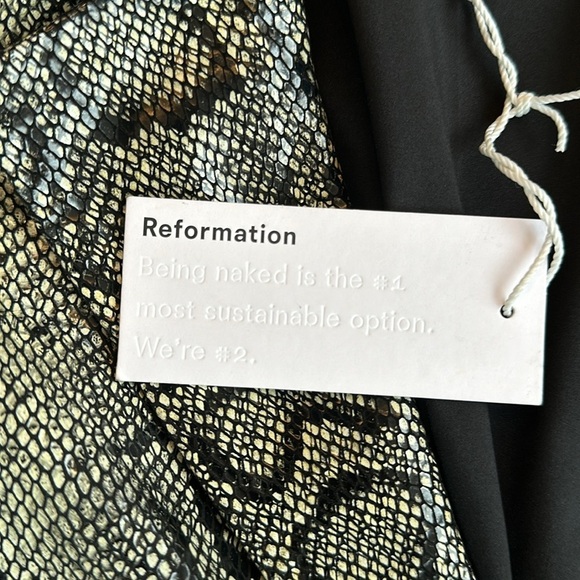 Reformation
Being naked is the #1
most sustainable option.
We're #2.